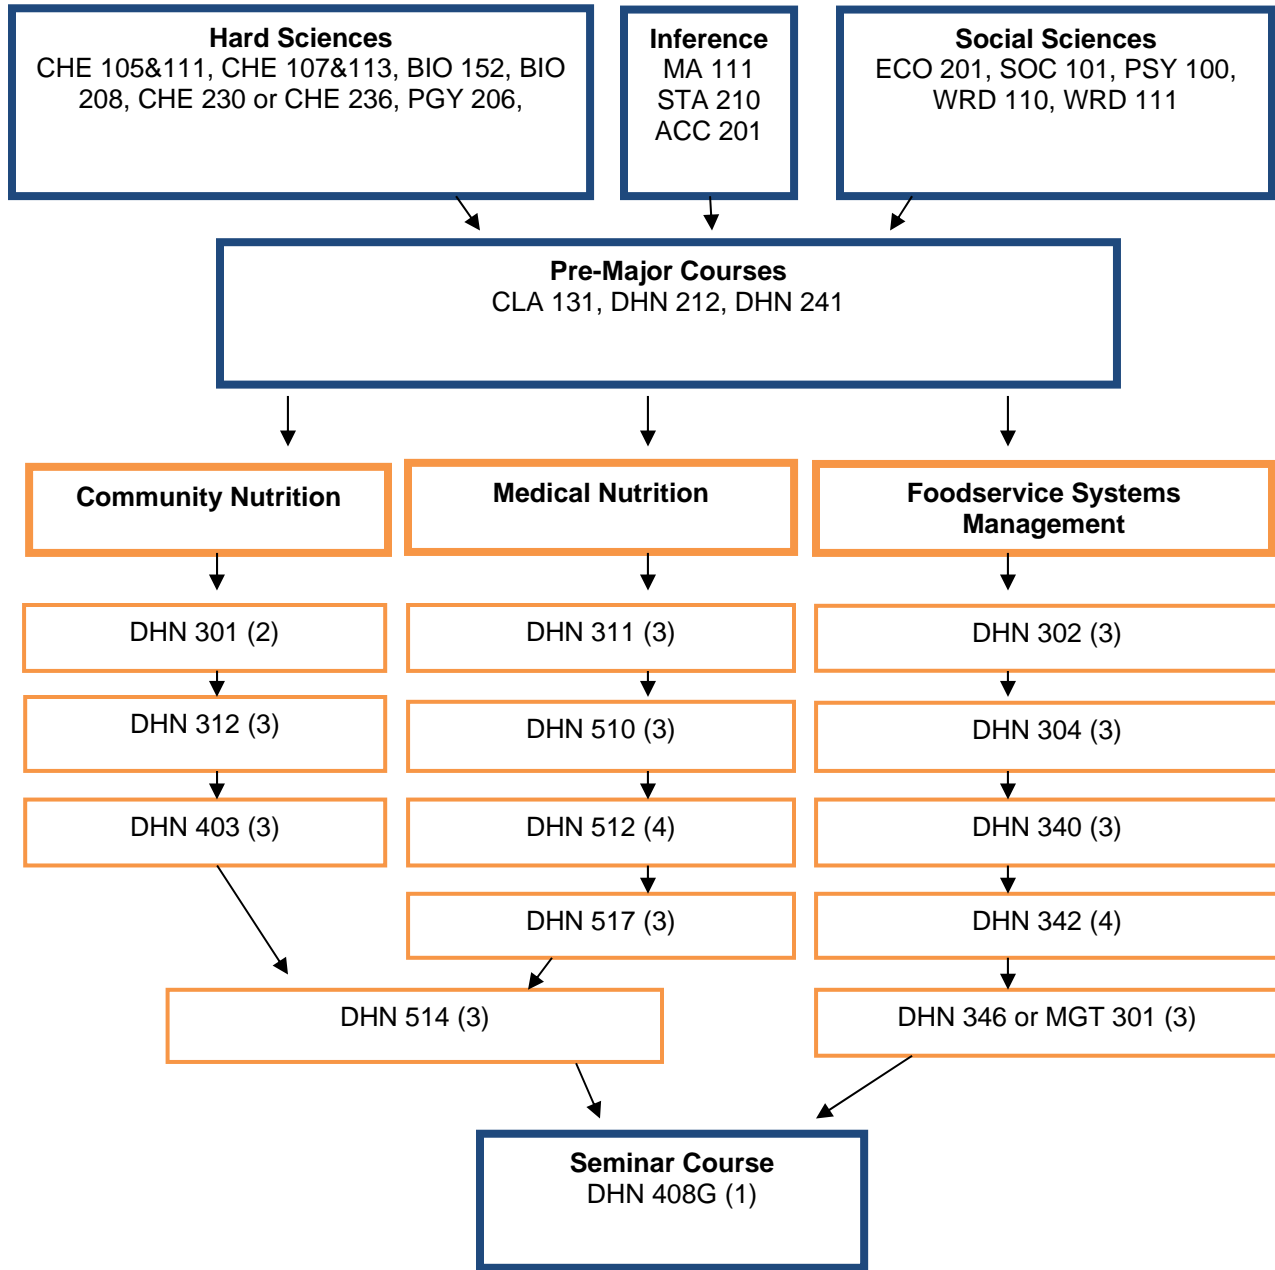 Hard Sciences
CHE 105&111, CHE 107&113, BIO 152, BIO
208, CHE 230 or CHE 236, PGY 206,
Inference
MA 111
STA 210
ACC 201
Social Sciences
ECO 201, SOC 101, PSY 100,
WRD 110, WRD 111
Pre-Major Courses
CLA 131, DHN 212, DHN 241
Community Nutrition
Medical Nutrition
Foodservice Systems
Management
DHN 301 (2)
DHN 311 (3)
DHN 302 (3)
DHN 312 (3)
DHN 510 (3)
DHN 304 (3)
DHN 403 (3)
DHN 512 (4)
DHN 340 (3)
DHN 517 (3)
DHN 342 (4)
DHN 514 (3)
DHN 346 or MGT 301 (3)
Seminar Course
DHN 408G (1)